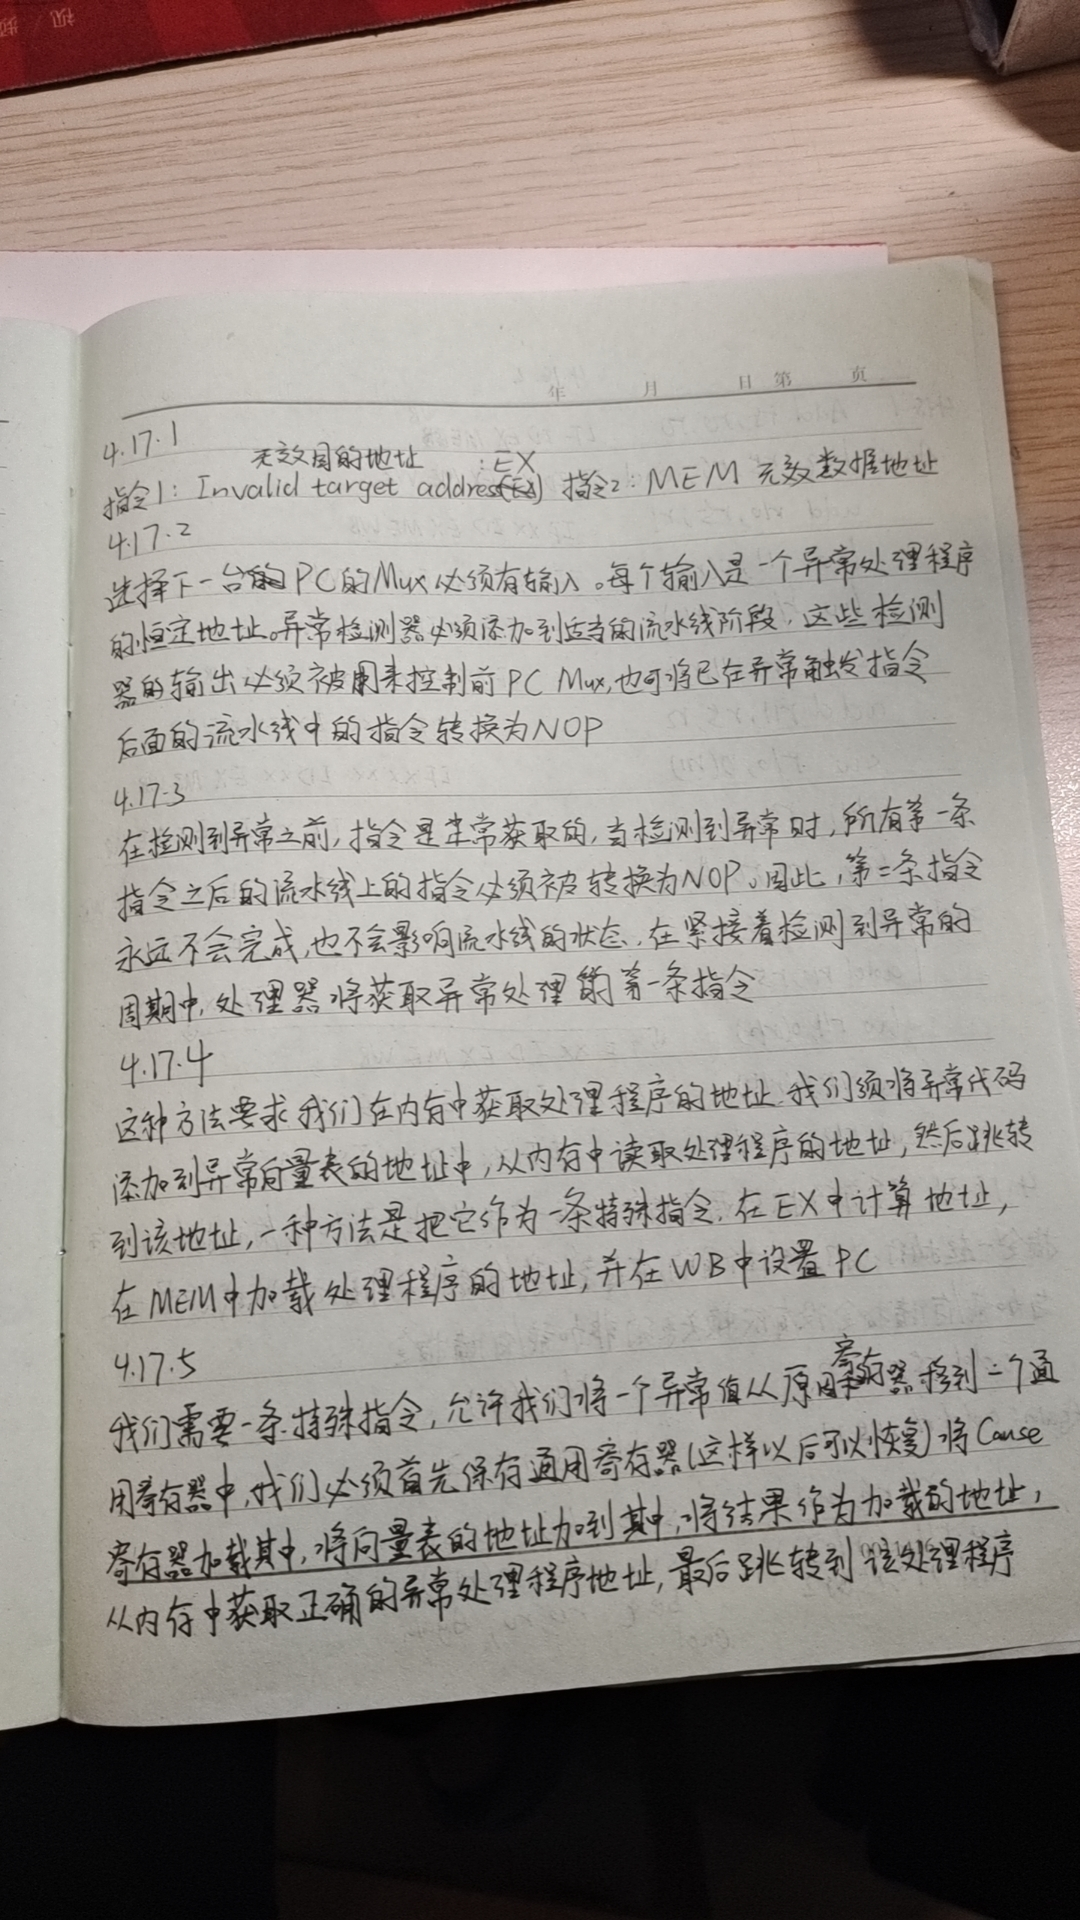 年 月 日 第 页
4.17.1
无效目的地址 : EX
指令1: Invalid target address 指令2: MEM 无效数据地址
4.17.2
选择下一台的PC的Mux必须有输入。每个输入是一个异常处理程序
的恒定地址。异常检测器必须添加到适当的流水线阶段,这些检测
器的输出必须被用来控制前PC Mux,也可将已在异常触发指令
后面的流水线中的指令转换为NOP
4.17.3
在检测到异常之前,指令是正常获取的,当检测到异常时,所有第一条
指令之后的流水线上的指令必须被转换为NOP。因此,第二条指令
永远不会完成,也不会影响流水线的状态,在紧接着检测到异常的
周期中,处理器将获取异常处理的第一条指令
4.17.4
这种方法要求我们在内存中获取处理程序的地址.我们须将异常代码
添加到异常向量表的地址中,从内存中读取处理程序的地址,然后跳转
到该地址,一种方法是把它作为一条特殊指令.在EX中计算地址,
在MEM中加载处理程序的地址,并在WB中设置PC
4.17.5
我们需要一条特殊指令,允许我们将一个异常值从原因寄存器移到一个通
用寄存器中,我们必须首先保存通用寄存器(这样以后可以恢复)将Cause
寄存器加载其中,将向量表的地址加到其中,将结果作为加载的地址,
从内存中获取正确的异常处理程序地址,最后跳转到该处理程序